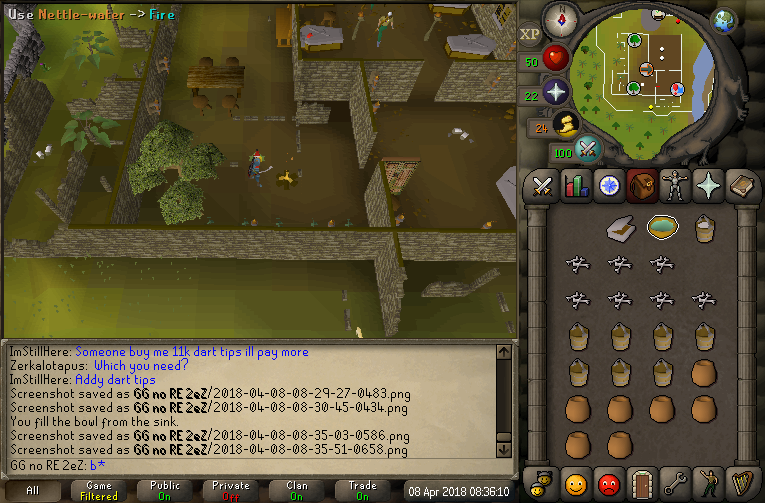 Use Nettle-water -> Fire
XP
50
22
24
100
ImStillHere: Someone buy me 11k dart tips ill pay more
Zerkalotapus: Which you need?
ImStillHere: Addy dart tips
Screenshot saved as GG no RE 2eZ/2018-04-08-08-29-27-0483.png
Screenshot saved as GG no RE 2eZ/2018-04-08-08-30-45-0434.png
You fill the bowl from the sink.
Screenshot saved as GG no RE 2eZ/2018-04-08-08-35-03-0586.png
Screenshot saved as GG no RE 2eZ/2018-04-08-08-35-51-0658.png
GG no RE 2eZ: b*
All
Game
Filtered
Public
On
Private
Off
Clan
On
Trade
On
08 Apr 2018 08:36:10